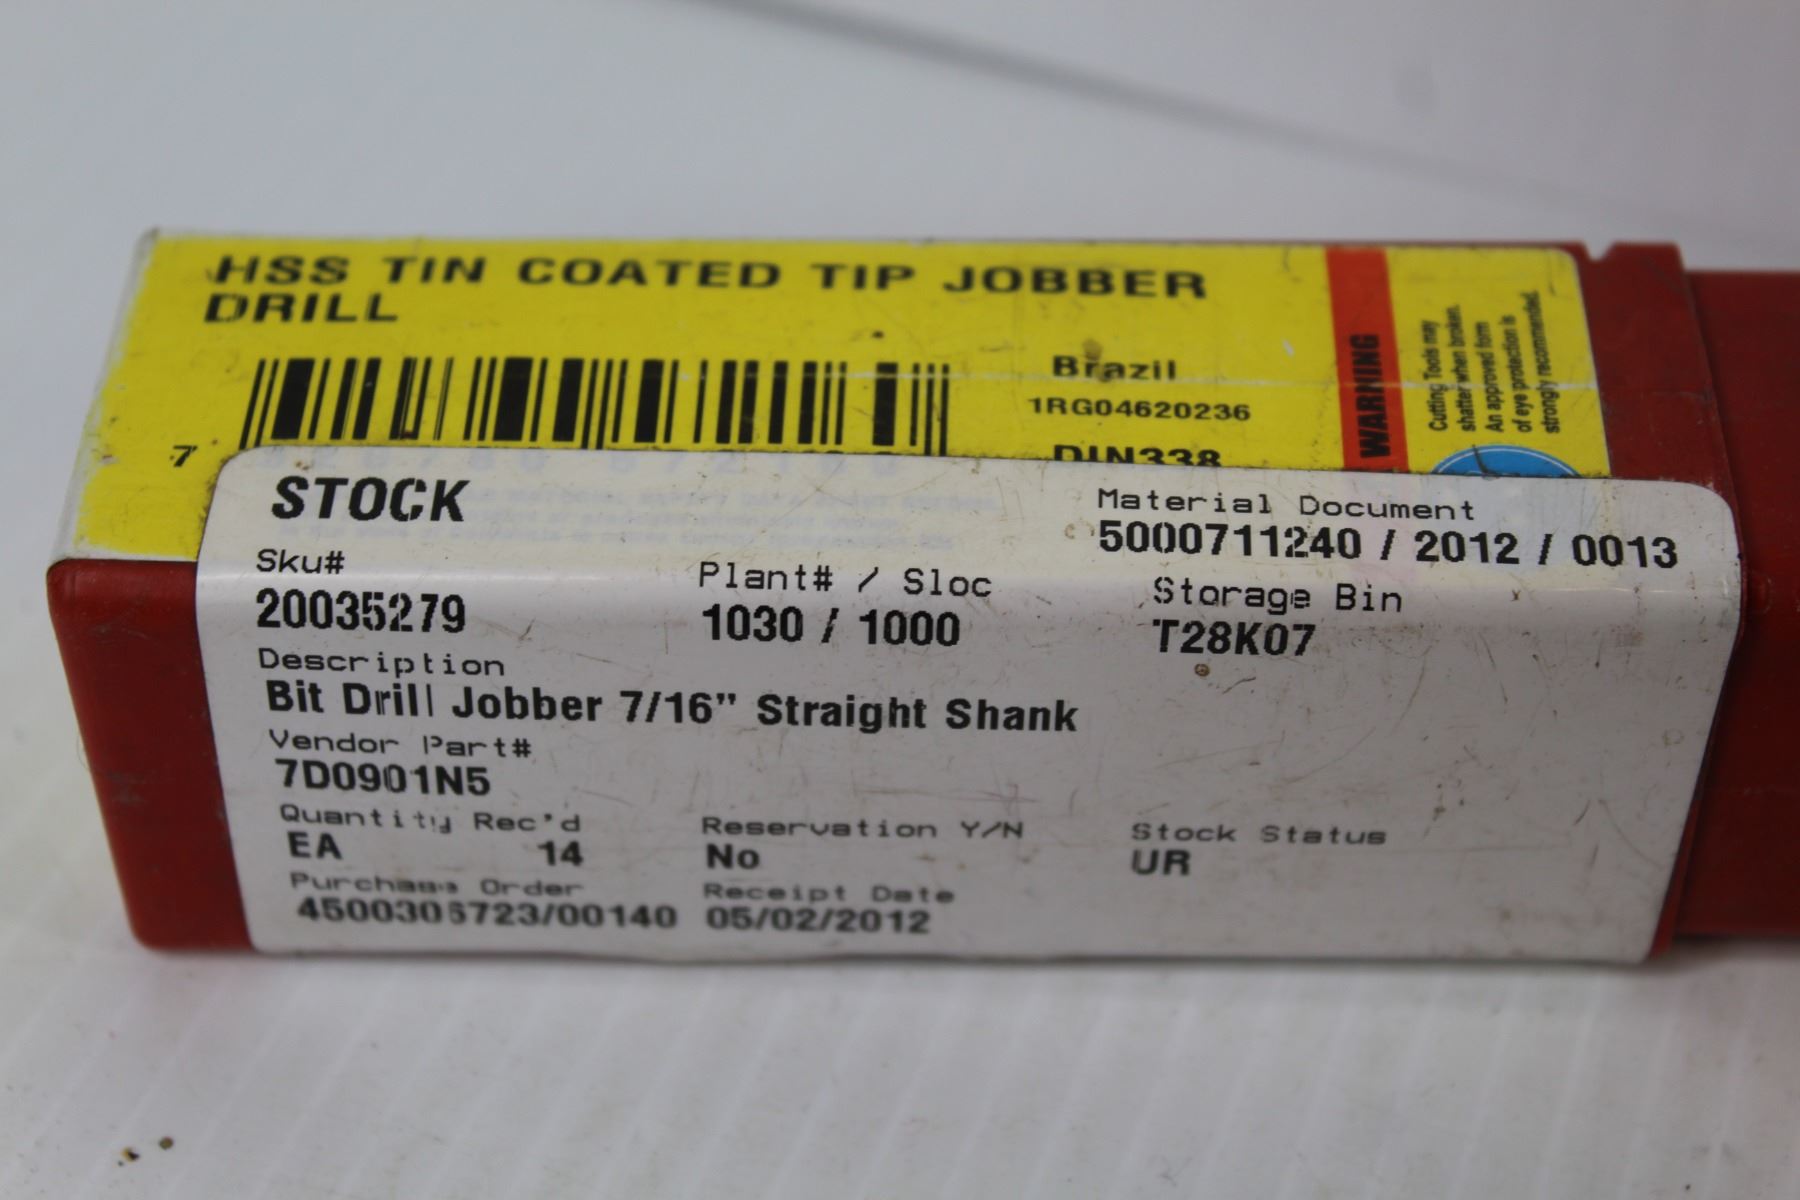 HSS TIN COATED TIP JOBBER
DRILL
Brazil
1RG04620236
DIN338
WARNING
Cutting Tools may
shatter when broken.
An approved form
of eye protection is
strongly recommended.
7
STOCK
Material Document
5000711240 / 2012 / 0013
Sku#
20035279
Plant# / Sloc
1030 / 1000
Storage Bin
T28K07
Description
Bit Drill Jobber 7/16" Straight Shank
Vendor Part#
7D0901N5
Quantity Rec'd
EA 14
Reservation Y/N
No
Stock Status
UR
Purchase Order
4500306723/00140
Receipt Date
05/02/2012